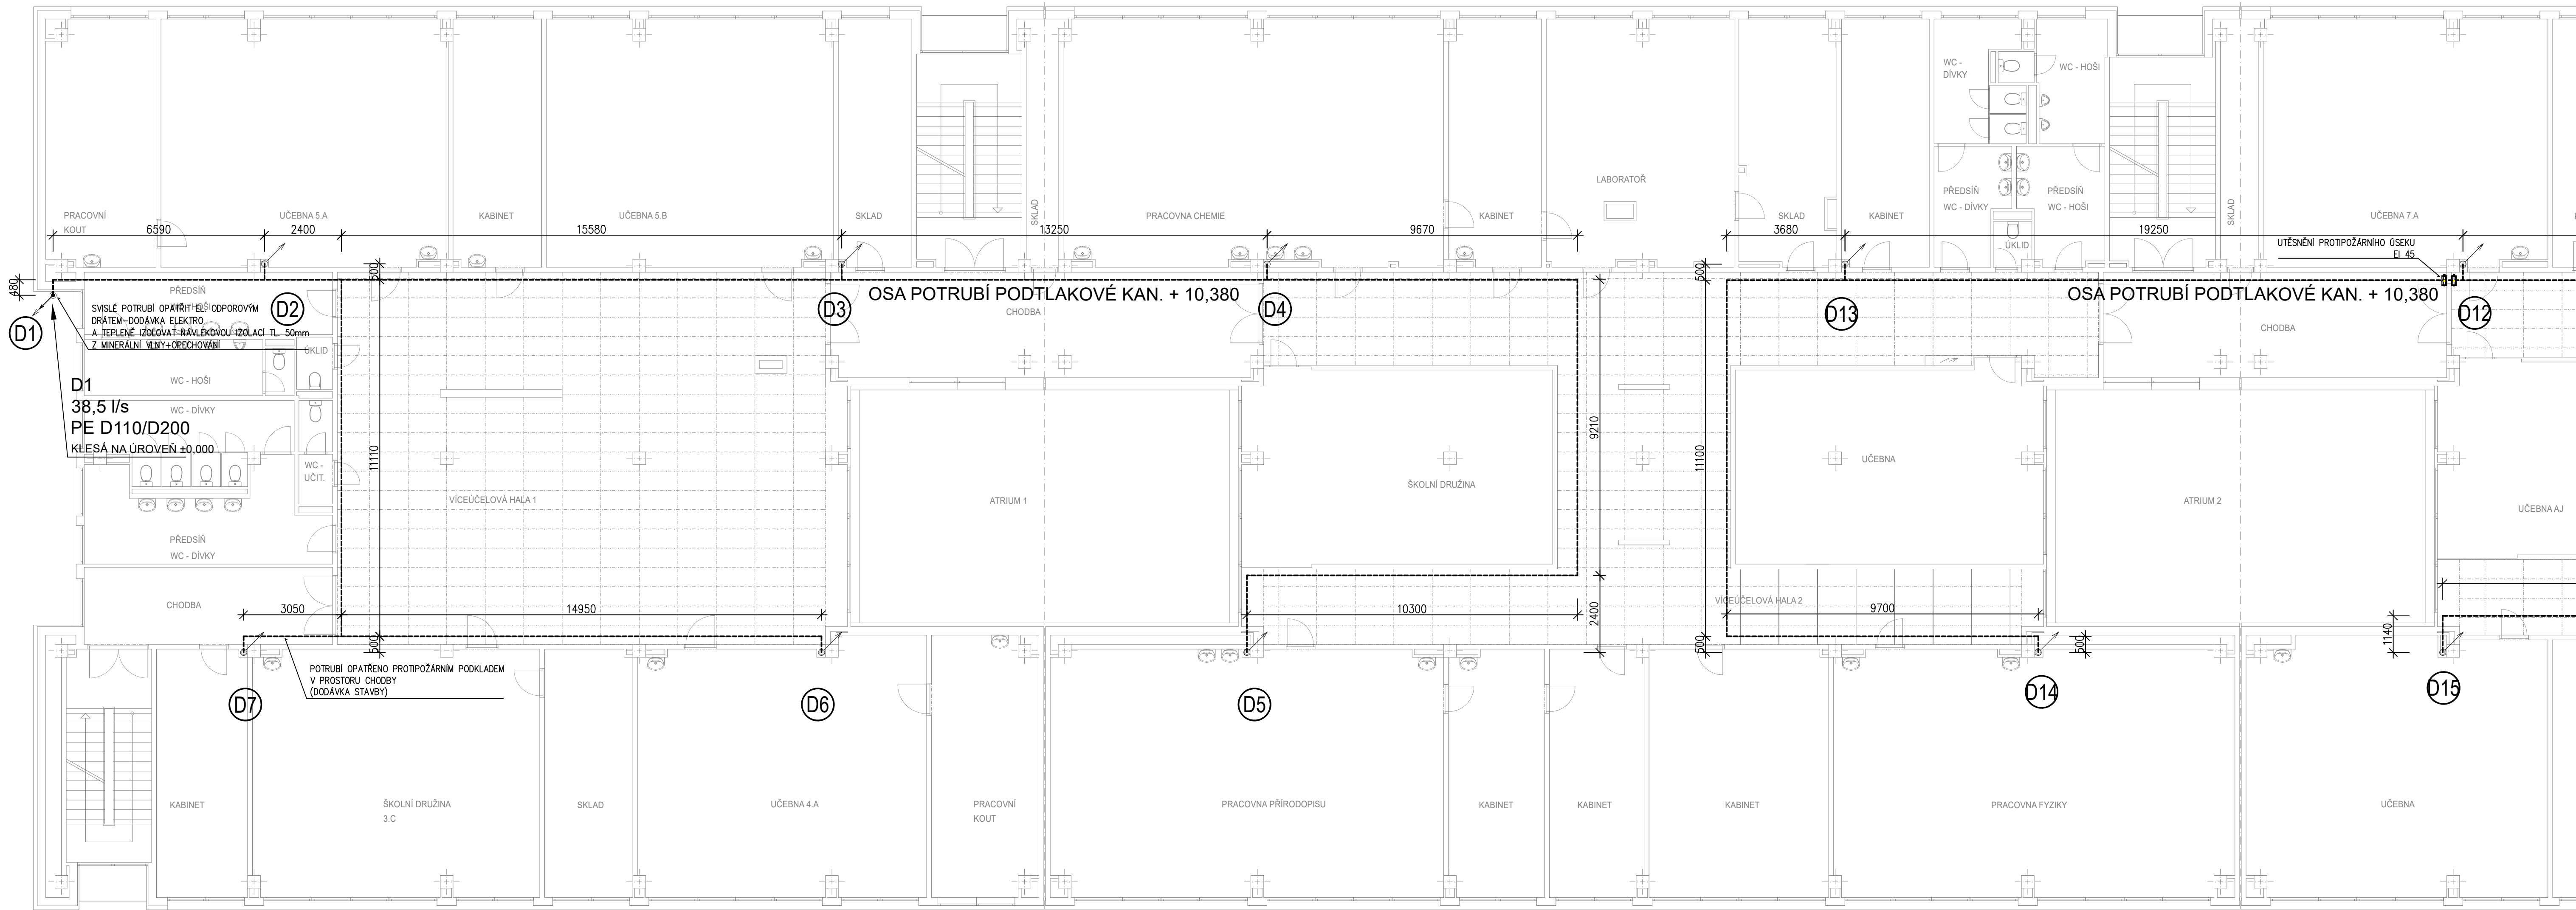 WC -
DÍVKY
WC - HOŠI
LABORATOŘ
PŘEDSÍŇ
WC - DÍVKY
PŘEDSÍŇ
WC - HOŠI
PRACOVNÍ
KOUT
UČEBNA 5.A
KABINET
UČEBNA 5.B
SKLAD
SKLAD
PRACOVNA CHEMIE
KABINET
SKLAD
KABINET
SKLAD
UČEBNA 7.A
6590
2400
15580
13250
9670
3680
19250
ÚKLID
UTĚSNĚNÍ PROTIPOŽÁRNÍHO ÚSEKU
EI 45
480
500
500
PŘEDSÍŇ
WC - HOŠI
SVISLÉ POTRUBÍ OPATŘIT EL. ODPOROVÝM
DRÁTEM-DODÁVKA ELEKTRO
A TEPLENĚ IZOLOVAT NÁVLEKOVOU IZOLACÍ TL. 50mm
Z MINERÁLNÍ VLNY+OPECHOVÁNÍ
D1
D2
D3
D4
D13
D12
OSA POTRUBÍ PODTLAKOVÉ KAN. + 10,380
CHODBA
OSA POTRUBÍ PODTLAKOVÉ KAN. + 10,380
CHODBA
ÚKLID
WC - HOŠI
D1
38,5 l/s
PE D110/D200
KLESÁ NA ÚROVEŇ ±0,000
WC - DÍVKY
WC -
UČIT.
11110
9210
11100
VÍCEÚČELOVÁ HALA 1
ATRIUM 1
ŠKOLNÍ DRUŽINA
UČEBNA
ATRIUM 2
UČEBNA AJ
PŘEDSÍŇ
WC - DÍVKY
CHODBA
3050
14950
10300
2400
VÍCEÚČELOVÁ HALA 2
9700
500
500
500
1140
POTRUBÍ OPATŘENO PROTIPOŽÁRNÍM PODKLADEM
V PROSTORU CHODBY
(DODÁVKA STAVBY)
D7
D6
D5
D14
D15
KABINET
ŠKOLNÍ DRUŽINA
3.C
SKLAD
UČEBNA 4.A
PRACOVNÍ
KOUT
PRACOVNA PŘÍRODOPISU
KABINET
KABINET
KABINET
PRACOVNA FYZIKY
UČEBNA